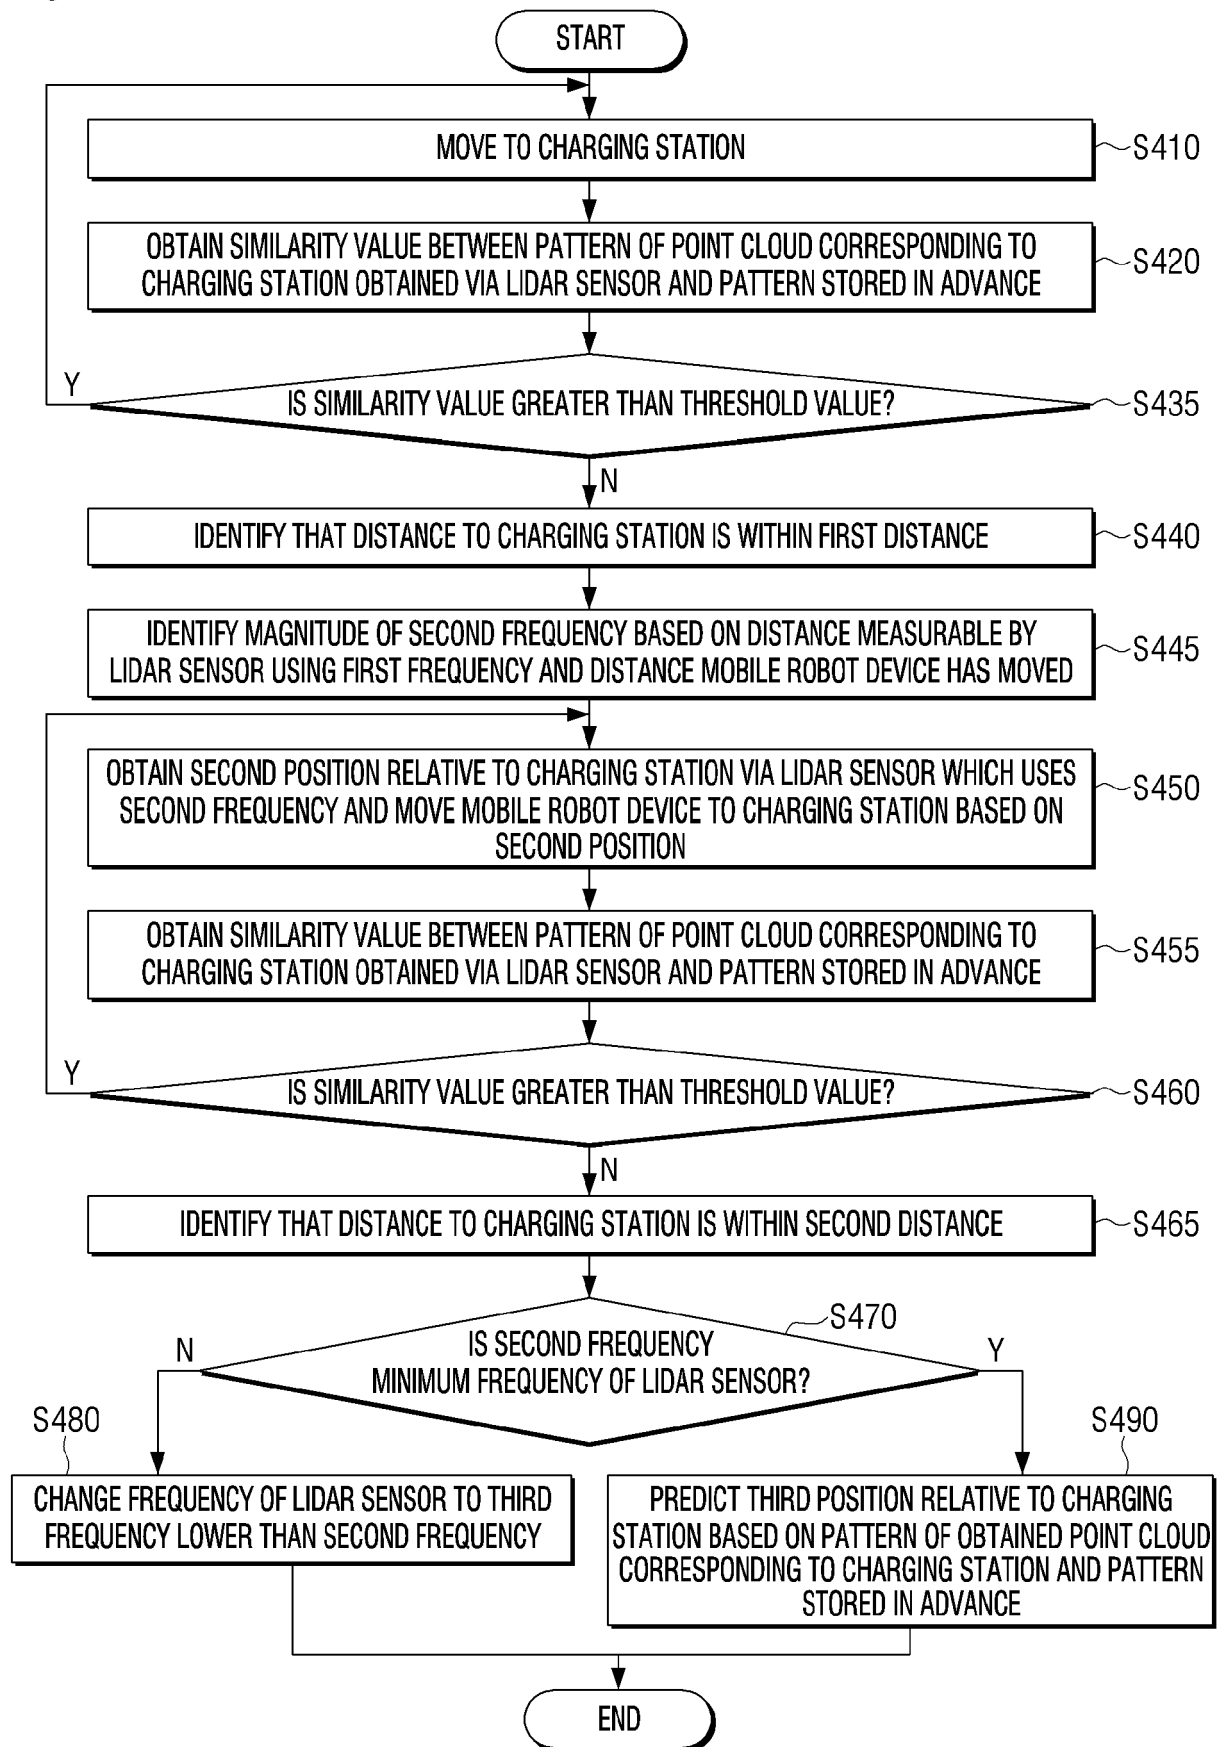 START
MOVE TO CHARGING STATION
S410
OBTAIN SIMILARITY VALUE BETWEEN PATTERN OF POINT CLOUD CORRESPONDING TO
CHARGING STATION OBTAINED VIA LIDAR SENSOR AND PATTERN STORED IN ADVANCE
S420
Y
IS SIMILARITY VALUE GREATER THAN THRESHOLD VALUE?
S435
N
IDENTIFY THAT DISTANCE TO CHARGING STATION IS WITHIN FIRST DISTANCE
S440
IDENTIFY MAGNITUDE OF SECOND FREQUENCY BASED ON DISTANCE MEASURABLE BY
LIDAR SENSOR USING FIRST FREQUENCY AND DISTANCE MOBILE ROBOT DEVICE HAS MOVED
S445
OBTAIN SECOND POSITION RELATIVE TO CHARGING STATION VIA LIDAR SENSOR WHICH USES
SECOND FREQUENCY AND MOVE MOBILE ROBOT DEVICE TO CHARGING STATION BASED ON
SECOND POSITION
S450
OBTAIN SIMILARITY VALUE BETWEEN PATTERN OF POINT CLOUD CORRESPONDING TO
CHARGING STATION OBTAINED VIA LIDAR SENSOR AND PATTERN STORED IN ADVANCE
S455
Y
IS SIMILARITY VALUE GREATER THAN THRESHOLD VALUE?
S460
N
IDENTIFY THAT DISTANCE TO CHARGING STATION IS WITHIN SECOND DISTANCE
S465
S470
N
IS SECOND FREQUENCY
MINIMUM FREQUENCY OF LIDAR SENSOR?
Y
S480
CHANGE FREQUENCY OF LIDAR SENSOR TO THIRD
FREQUENCY LOWER THAN SECOND FREQUENCY
S490
PREDICT THIRD POSITION RELATIVE TO CHARGING
STATION BASED ON PATTERN OF OBTAINED POINT CLOUD
CORRESPONDING TO CHARGING STATION AND PATTERN
STORED IN ADVANCE
END